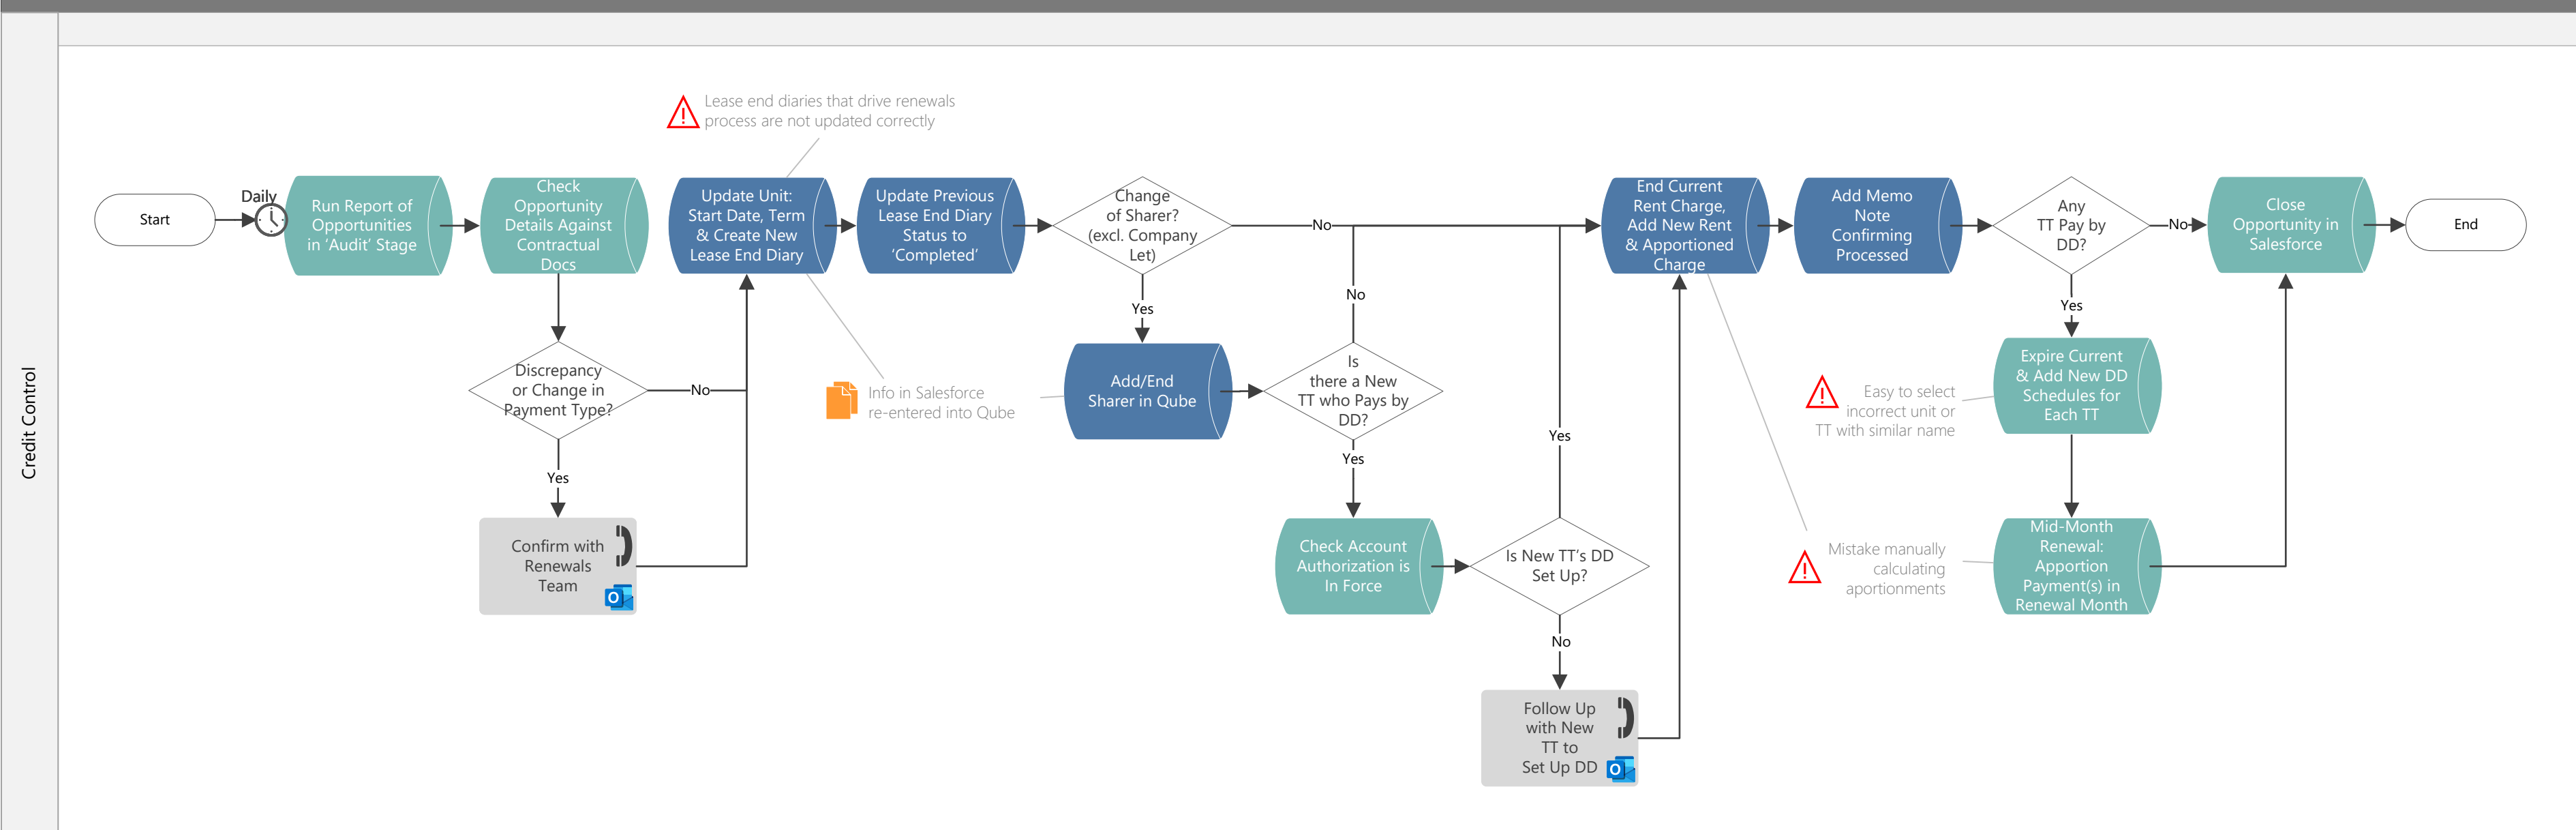 Credit Control
Start
Daily
Run Report of
Opportunities
in ‘Audit’ Stage
Check
Opportunity
Details Against
Contractual
Docs
Discrepancy
or Change in
Payment Type?
No
Yes
Confirm with
Renewals
Team
Lease end diaries that drive renewals
process are not updated correctly
Update Unit:
Start Date, Term
& Create New
Lease End Diary
Info in Salesforce
re-entered into Qube
Update Previous
Lease End Diary
Status to
‘Completed’
Change
of Sharer?
(excl. Company
Let)
No
Yes
Add/End
Sharer in Qube
Is
there a New
TT who Pays by
DD?
No
Yes
Check Account
Authorization is
In Force
Is New TT’s DD
Set Up?
Yes
No
Follow Up
with New
TT to
Set Up DD
O
O
End Current
Rent Charge,
Add New Rent
& Apportioned
Charge
Add Memo
Note
Confirming
Processed
Any
TT Pay by
DD?
No
Yes
Expire Current
& Add New DD
Schedules for
Each TT
Easy to select
incorrect unit or
TT with similar name
Mid-Month
Renewal:
Apportion
Payment(s) in
Renewal Month
Mistake manually
calculating
aportionments
Close
Opportunity in
Salesforce
End